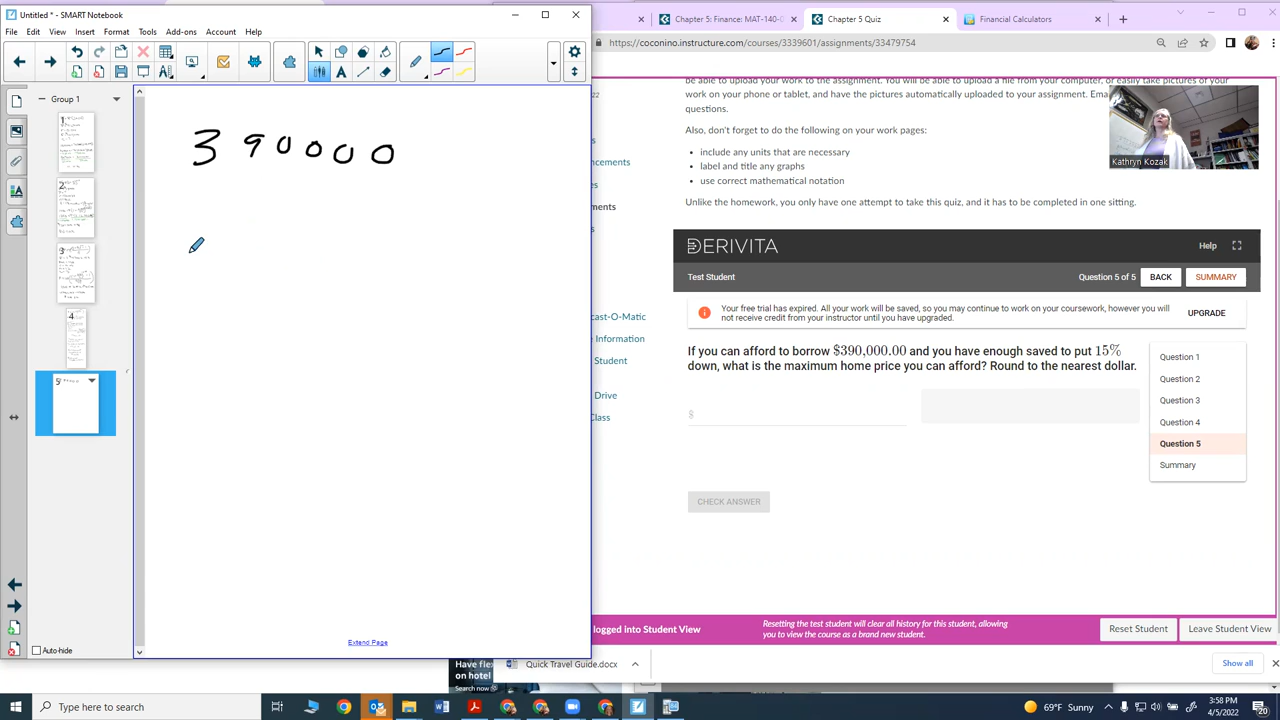 Untitled * - SMART Notebook
File Edit View Insert Format Tools Add-ons Account Help
Group 1
390000
Extend Page
Auto-hide
Chapter 5: Finance: MAT-140-
Chapter 5 Quiz
Financial Calculators
coconino.instructure.com/courses/3339601/assignments/33479754
be able to upload your work to the assignment. You will be able to upload a file from your computer, or easily take pictures of your
work on your phone or tablet, and have the pictures automatically uploaded to your assignment. Ema
questions.
Also, don't forget to do the following on your work pages:
include any units that are necessary
label and title any graphs
use correct mathematical notation
Unlike the homework, you only have one attempt to take this quiz, and it has to be completed in one sitting.
Kathryn Kozak
DERIVITA
Help
Test Student
Question 5 of 5
BACK
SUMMARY
Your free trial has expired. All your work will be saved, so you may continue to work on your coursework, however you will
not receive credit from your instructor until you have upgraded.
UPGRADE
If you can afford to borrow $390,000.00 and you have enough saved to put 15%
down, what is the maximum home price you can afford? Round to the nearest dollar.
$
CHECK ANSWER
Question 1
Question 2
Question 3
Question 4
Question 5
Summary
22
ouncements
es
ments
s
cast-O-Matic
e Information
Student
Drive
Class
logged into Student View
Resetting the test student will clear all history for this student, allowing
you to view the course as a brand new student.
Reset Student
Leave Student View
Have fle
on hotel
Search now
Quick Travel Guide.docx
Show all
Type here to search
69°F Sunny
3:58 PM
4/5/2022
20